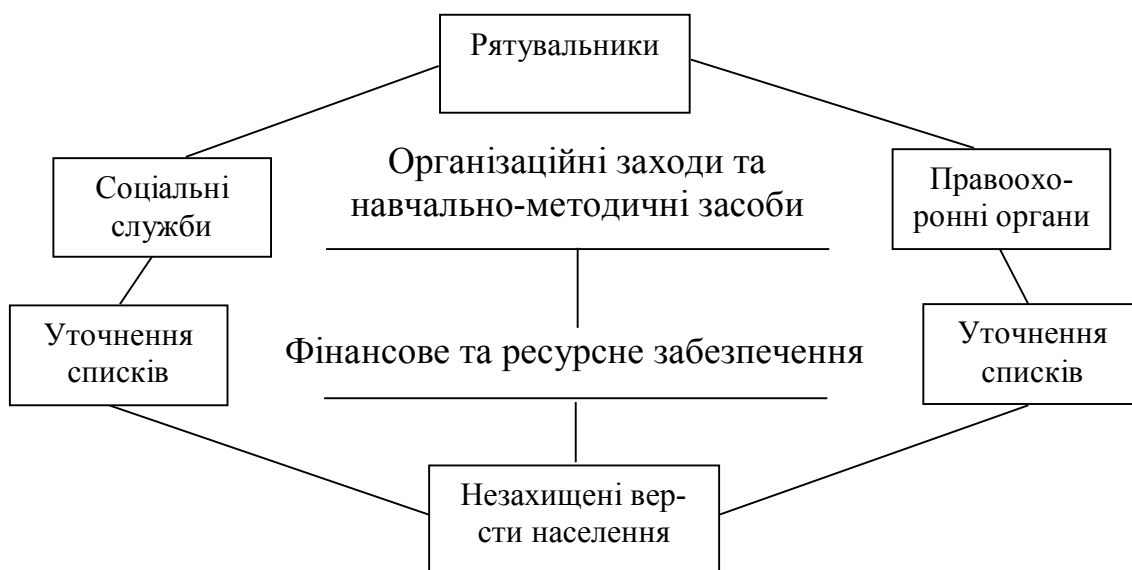 Рятувальники
Організаційні заходи та
навчально-методичні засоби
Соціальні
служби
Правоохо-
ронні органи
Уточнення
списків
Фінансове та ресурсне забезпечення
Уточнення
списків
Незахищені вер-
сти населення